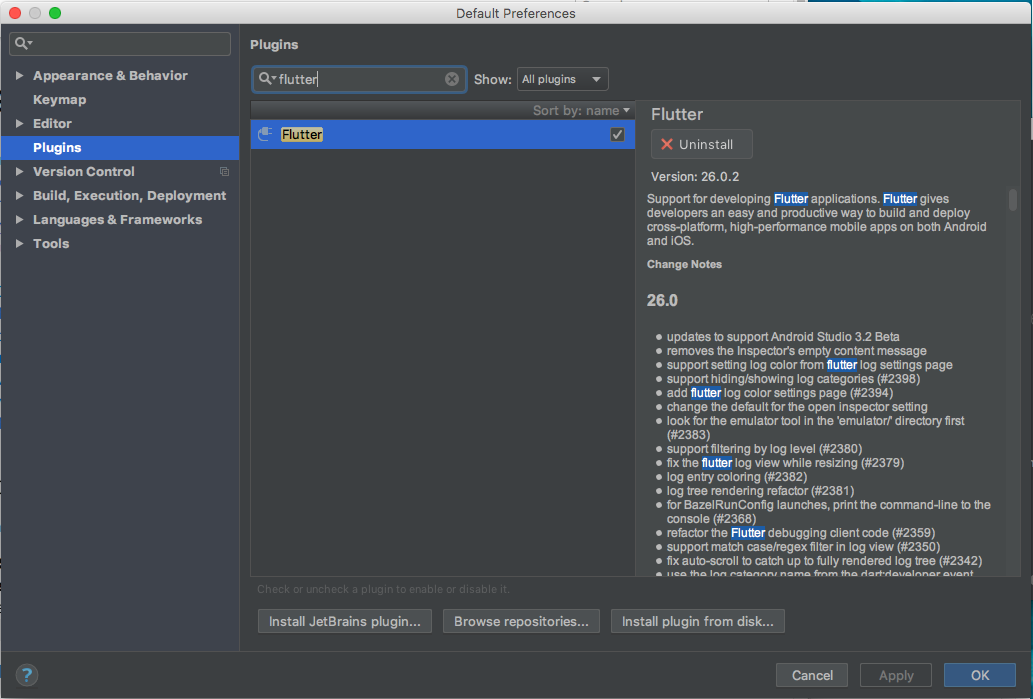 Default Preferences
Appearance & Behavior
Keymap
Editor
Plugins
Version Control
Build, Execution, Deployment
Languages & Frameworks
Tools
Plugins
flutter
Show: All plugins
Sort by: name
Flutter
Flutter
Uninstall
Version: 26.0.2
Support for developing Flutter applications. Flutter gives
developers an easy and productive way to build and deploy
cross-platform, high-performance mobile apps on both Android
and iOS.
Change Notes
26.0
• updates to support Android Studio 3.2 Beta
• removes the Inspector's empty content message
• support setting log color from flutter log settings page
• support hiding/showing log categories (#2398)
• add flutter log color settings page (#2394)
• change the default for the open inspector setting
• look for the emulator tool in the 'emulator/' directory first
(#2383)
• support filtering by log level (#2380)
• fix the flutter log view while resizing (#2379)
• log entry coloring (#2382)
• log tree rendering refactor (#2381)
• for BazelRunConfig launches, print the command-line to the
console (#2368)
• refactor the Flutter debugging client code (#2359)
• support match case/regex filter in log view (#2350)
• fix auto-scroll to catch up to fully rendered log tree (#2342)
• use the log category name from the dart:developer event
Check or uncheck a plugin to enable or disable it.
Install JetBrains plugin...
Browse repositories...
Install plugin from disk...
?
Cancel
Apply
OK